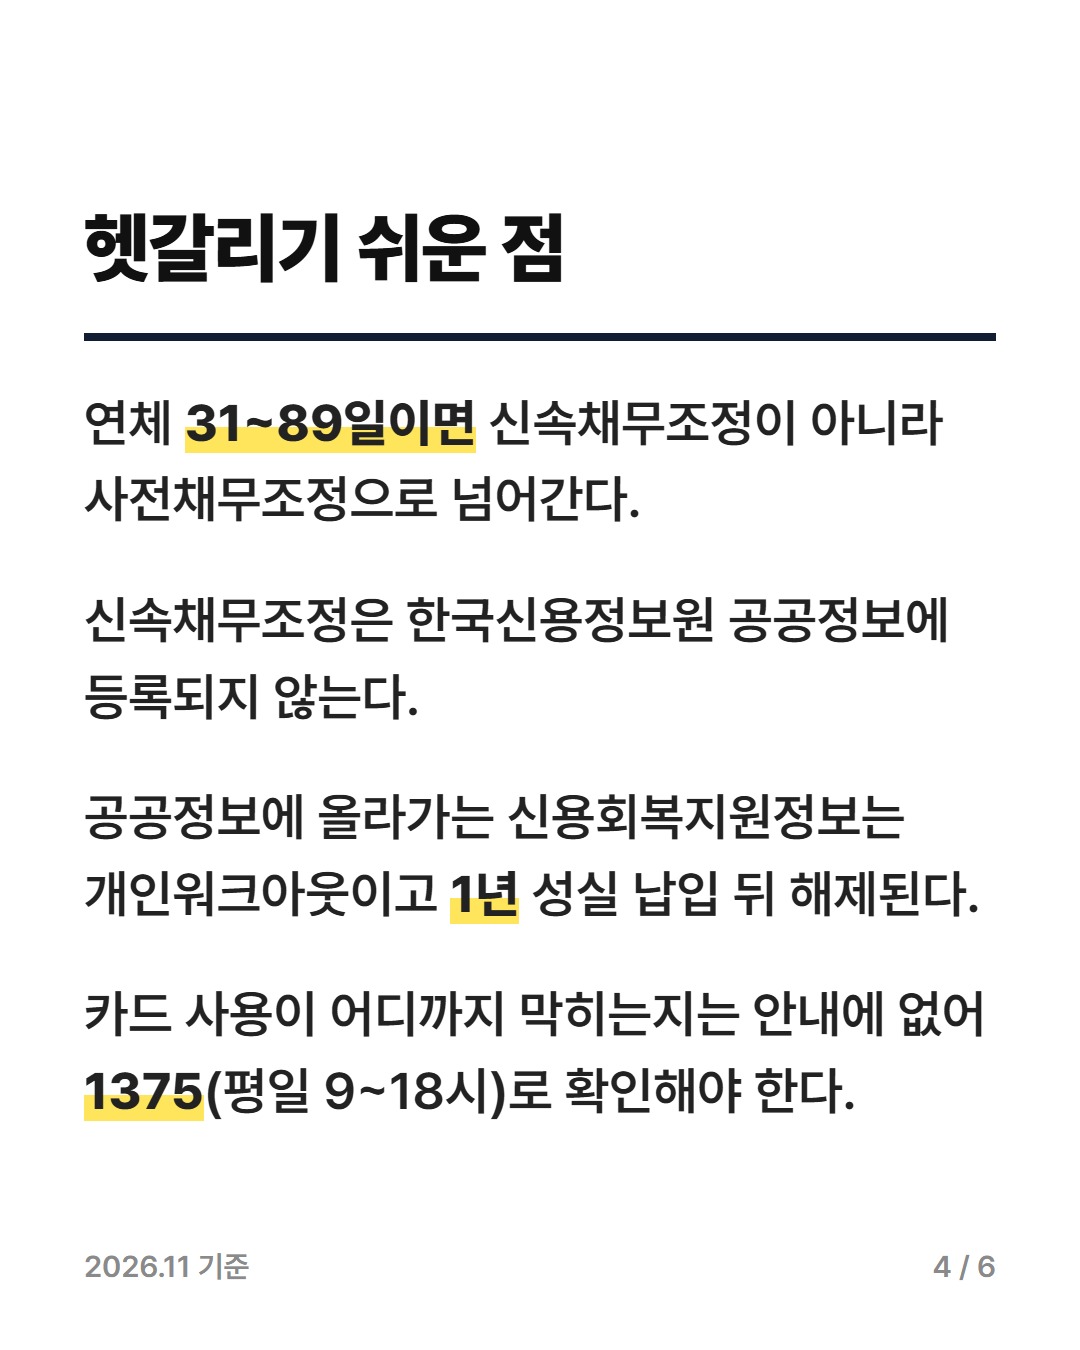 헷갈리기 쉬운 점
연체 31~89일이면 신속채무조정이 아니라
사전채무조정으로 넘어간다.
신속채무조정은 한국신용정보원 공공정보에
등록되지 않는다.
공공정보에 올라가는 신용회복지원정보는
개인워크아웃이고 1년 성실 납입 뒤 해제된다.
카드 사용이 어디까지 막히는지는 안내에 없어
1375(평일 9~18시)로 확인해야 한다.
2026.11 기준
4 / 6